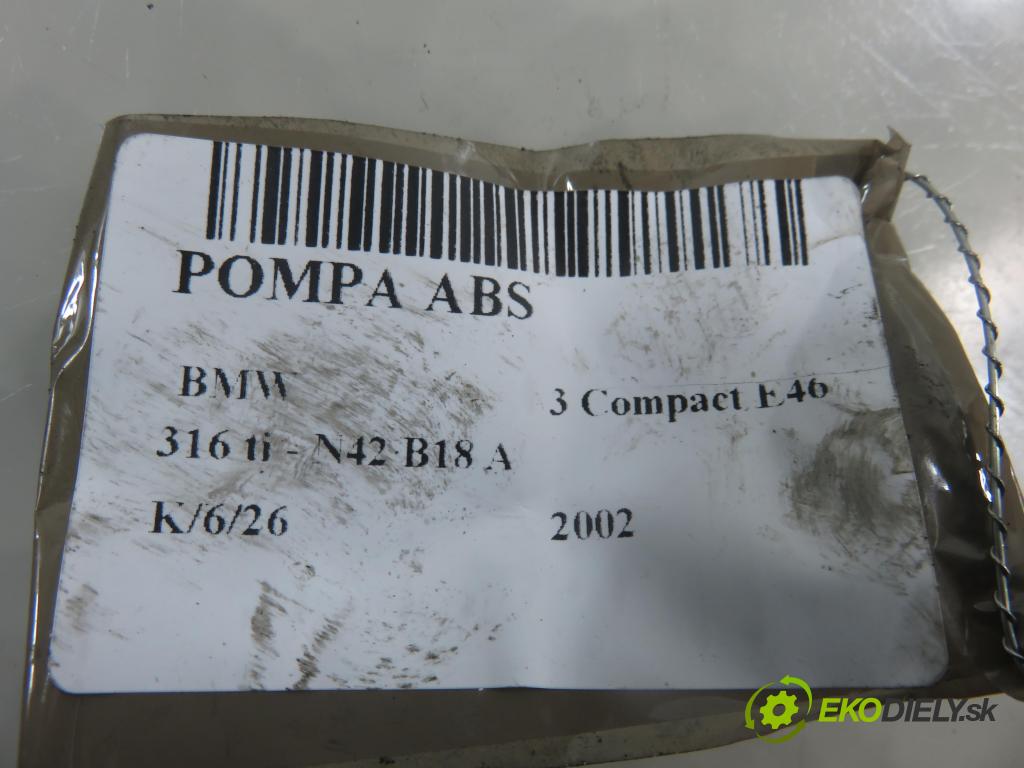 POMPA ABS
BMW 3 Compact E46
316 ti - N42 B18 A
K/6/26 2002
EKODIELY.sk